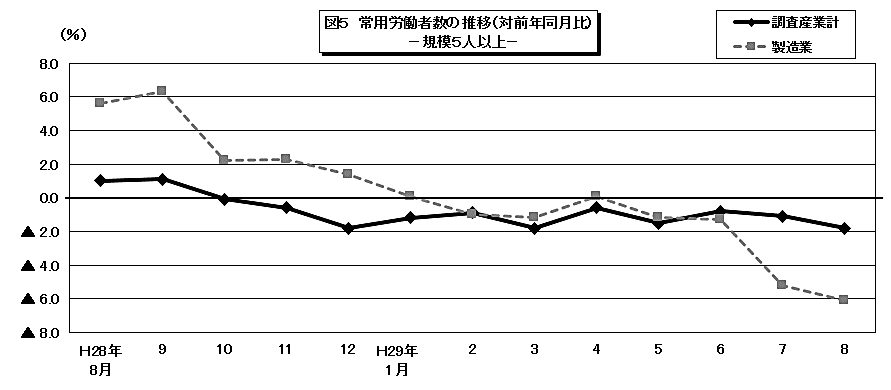 図5 常用労働者数の推移(対前年同月比)
－規模5人以上－
(%)
調査産業計
製造業
8.0
6.0
4.0
2.0
0.0
▲ 2.0
▲ 4.0
▲ 6.0
▲ 8.0
H28年 9 10 11 12 H29年 2 3 4 5 6 7 8
8月 1月